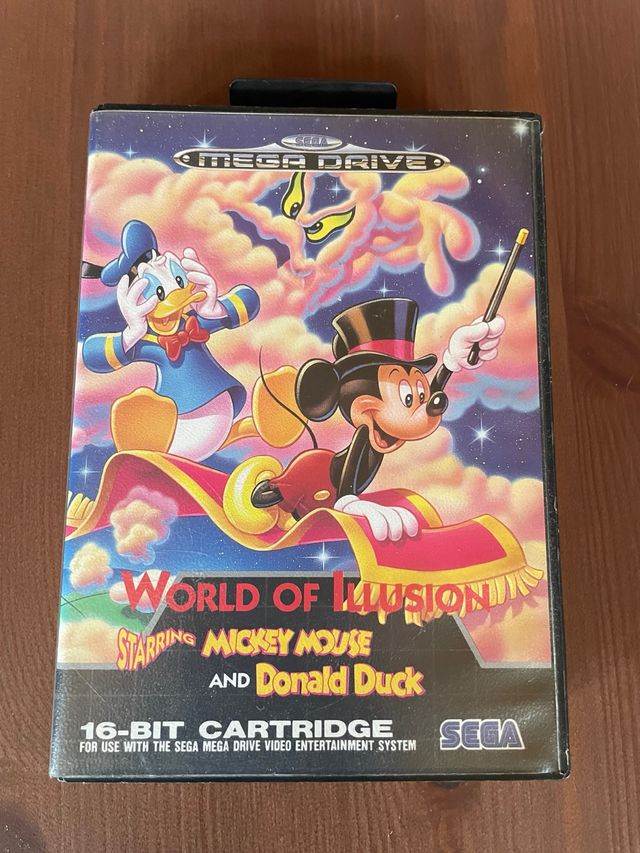 SEGA
MEGA DRIVE
WORLD OF ILLUSION
STARRING MICKEY MOUSE
AND Donald Duck
16-BIT CARTRIDGE
FOR USE WITH THE SEGA MEGA DRIVE VIDEO ENTERTAINMENT SYSTEM
SEGA